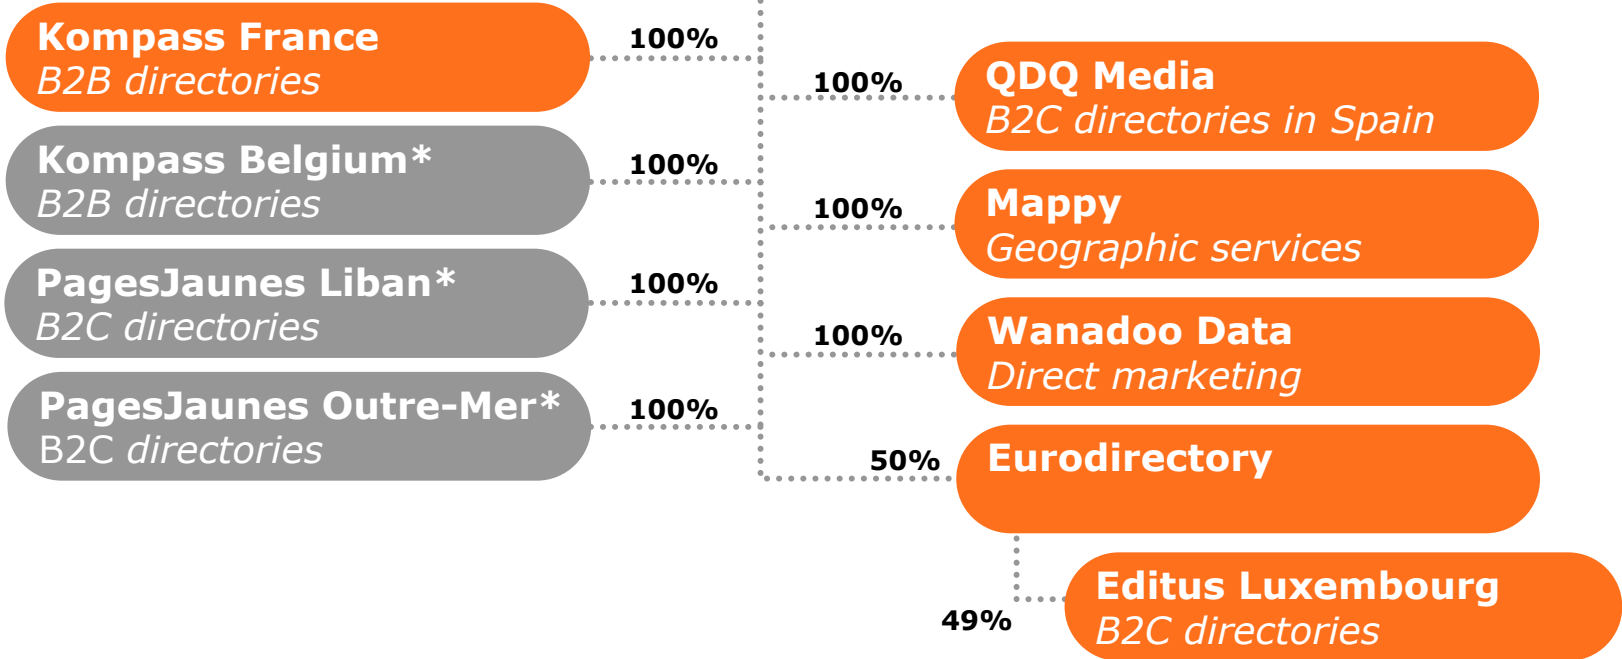 Kompass France
B2B directories
100%
Kompass Belgium*
B2B directories
100%
PagesJaunes Liban*
B2C directories
100%
PagesJaunes Outre-Mer*
B2C directories
100%
100%
QDQ Media
B2C directories in Spain
100%
Mappy
Geographic services
100%
Wanadoo Data
Direct marketing
50%
Eurodirectory
49%
Editus Luxembourg
B2C directories